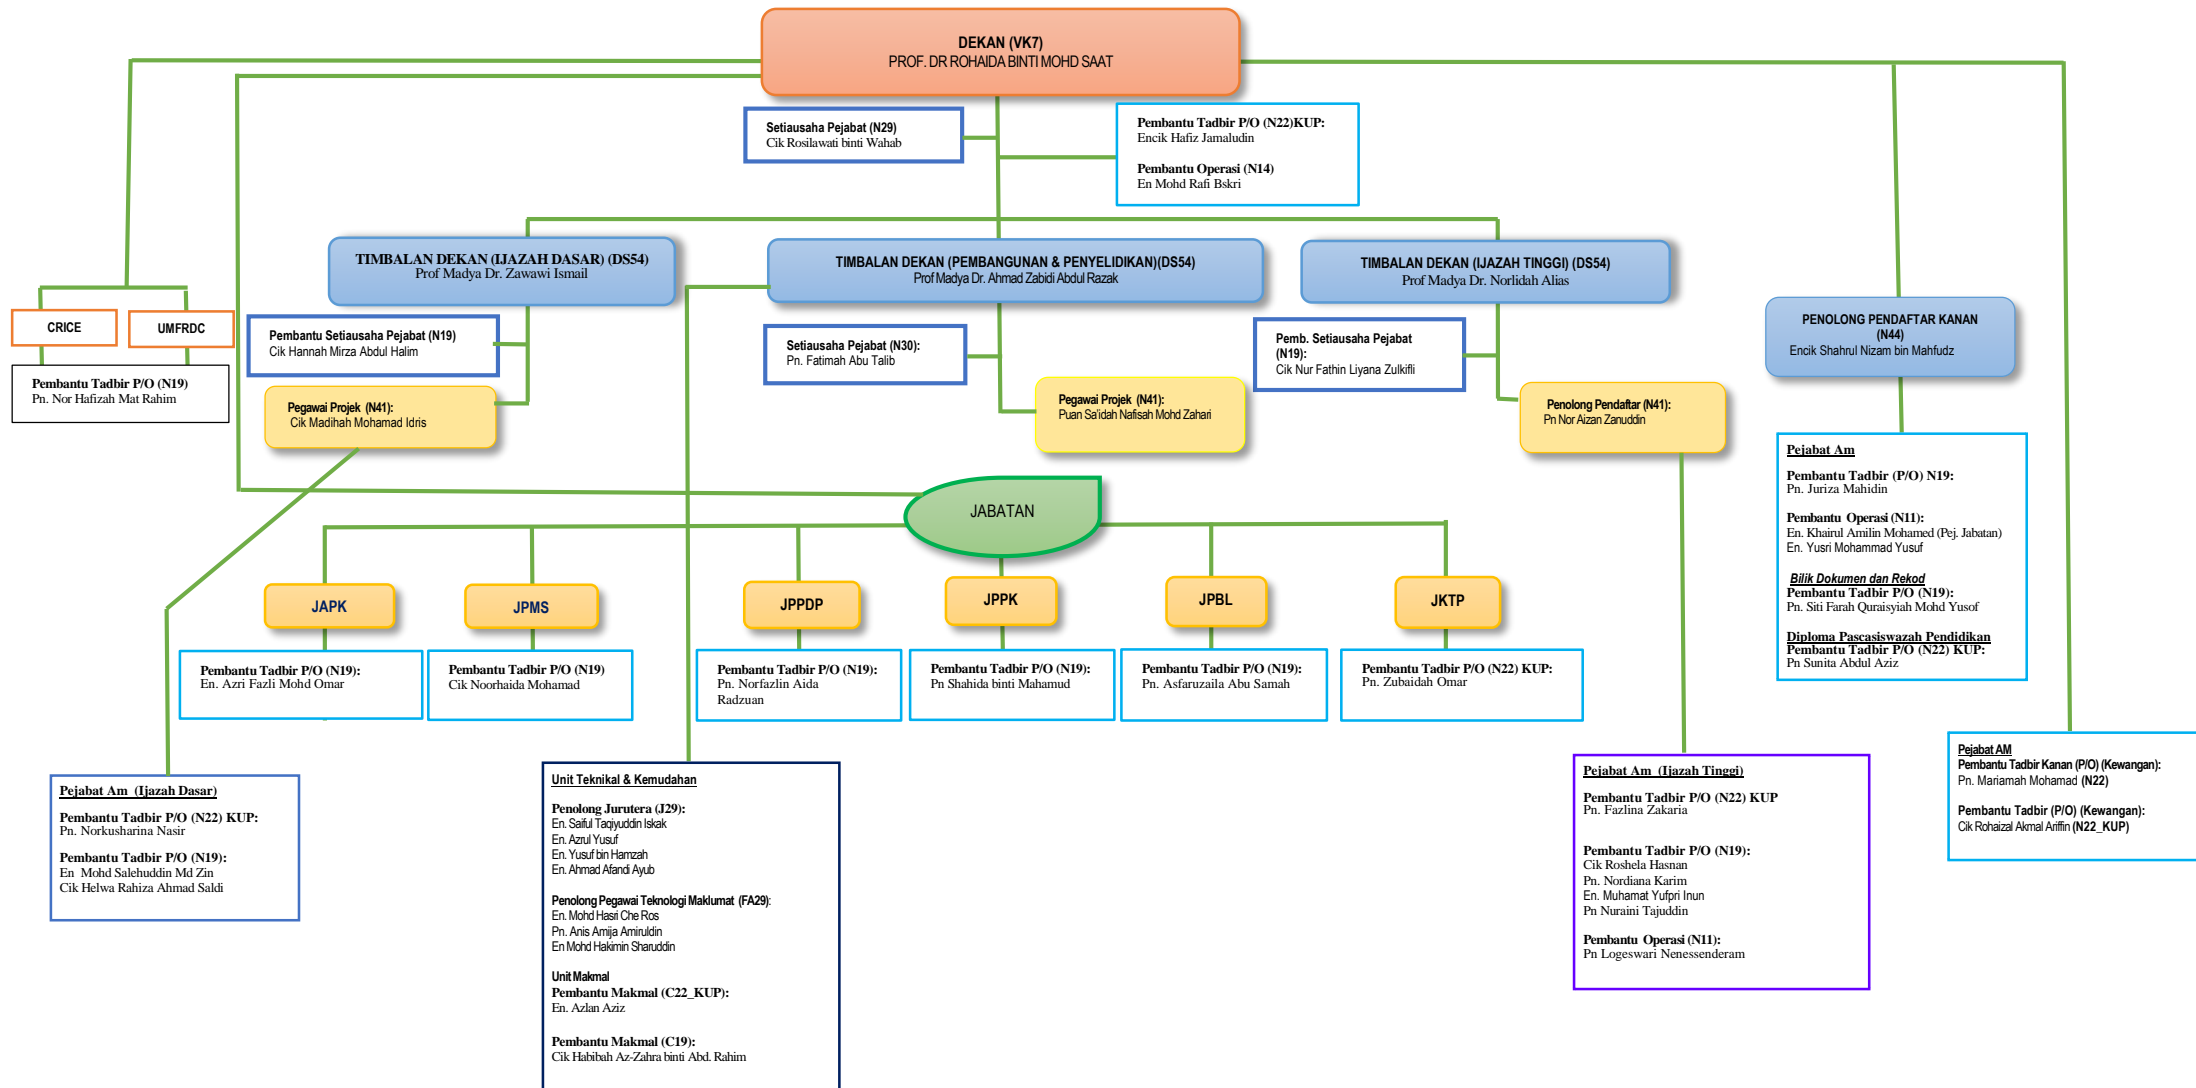 DEKAN (VK7)
PROF. DR ROHAIDA BINTI MOHD SAAT
Setiausaha Pejabat (N29)
Cik Rosilawati binti Wahab
Pembantu Tadbir P/O (N22)KUP:
Encik Hafiz Jamaludin
Pembantu Operasi (N14)
En Mohd Rafi Bskri
TIMBALAN DEKAN (IJAZAH DASAR) (DS54)
Prof Madya Dr. Zawawi Ismail
TIMBALAN DEKAN (PEMBANGUNAN & PENYELIDIKAN)(DS54)
Prof Madya Dr. Ahmad Zabidi Abdul Razak
TIMBALAN DEKAN (IJAZAH TINGGI) (DS54)
Prof Madya Dr. Norlidah Alias
PENOLONG PENDAFTAR KANAN
(N44)
Encik Shahrul Nizam bin Mahfudz
CRICE
UMFRDC
Pembantu Tadbir P/O (N19)
Pn. Nor Hafizah Mat Rahim
Pembantu Setiausaha Pejabat (N19)
Cik Hannah Mirza Abdul Halim
Setiausaha Pejabat (N30):
Pn. Fatimah Abu Talib
Pemb. Setiausaha Pejabat
(N19):
Cik Nur Fathin Liyana Zulkifli
Pegawai Projek (N41):
Cik Madihah Mohamad Idris
Pegawai Projek (N41):
Puan Sa'idah Nafisah Mohd Zahari
Penolong Pendaftar (N41):
Pn Nor Aizan Zanuddin
Pejabat Am
Pembantu Tadbir (P/O) N19:
Pn. Juriza Mahidin
Pembantu Operasi (N11):
En. Khairul Amilin Mohamed (Pej. Jabatan)
En. Yusri Mohammad Yusuf
Bilik Dokumen dan Rekod
Pembantu Tadbir P/O (N19):
Pn. Siti Farah Quraisyiah Mohd Yusof
Diploma Pascasiswazah Pendidikan
Pembantu Tadbir P/O (N22) KUP:
Pn Sunita Abdul Aziz
JABATAN
JAPK
JPMS
JPPDP
JPPK
JPBL
JKTP
Pembantu Tadbir P/O (N19):
En. Azri Fazli Mohd Omar
Pembantu Tadbir P/O (N19)
Cik Noorhaida Mohamad
Pembantu Tadbir P/O (N19):
Pn. Norfazlin Aida
Radzuan
Pembantu Tadbir P/O (N19):
Pn Shahida binti Mahamud
Pembantu Tadbir P/O (N19):
Pn. Asfaruzaila Abu Samah
Pembantu Tadbir P/O (N22) KUP:
Pn. Zubaidah Omar
Pejabat Am (Ijazah Dasar)
Pembantu Tadbir P/O (N22) KUP:
Pn. Norkusharina Nasir
Pembantu Tadbir P/O (N19):
En Mohd Salehuddin Md Zin
Cik Helwa Rahiza Ahmad Saldi
Unit Teknikal & Kemudahan
Penolong Jurutera (J29):
En. Saiful Taqiyuddin Iskak
En. Azrul Yusuf
En. Yusuf bin Hamzah
En. Ahmad Afandi Ayub
Penolong Pegawai Teknologi Maklumat (FA29):
En. Mohd Hasri Che Ros
Pn. Anis Amija Amiruldin
En Mohd Hakimin Sharuddin
Unit Makmal
Pembantu Makmal (C22_KUP):
En. Azlan Aziz
Pembantu Makmal (C19):
Cik Habibah Az-Zahra binti Abd. Rahim
Pejabat Am (Ijazah Tinggi)
Pembantu Tadbir P/O (N22) KUP
Pn. Fazlina Zakaria
Pembantu Tadbir P/O (N19):
Cik Roshela Hasnan
Pn. Nordiana Karim
En. Muhamat Yufpri Inun
Pn Nuraini Tajuddin
Pembantu Operasi (N11):
Pn Logeswari Nenessenderam
Pejabat AM
Pembantu Tadbir Kanan (P/O) (Kewangan):
Pn. Mariamah Mohamad (N22)
Pembantu Tadbir (P/O) (Kewangan):
Cik Rohaizal Akmal Ariffin (N22_KUP)